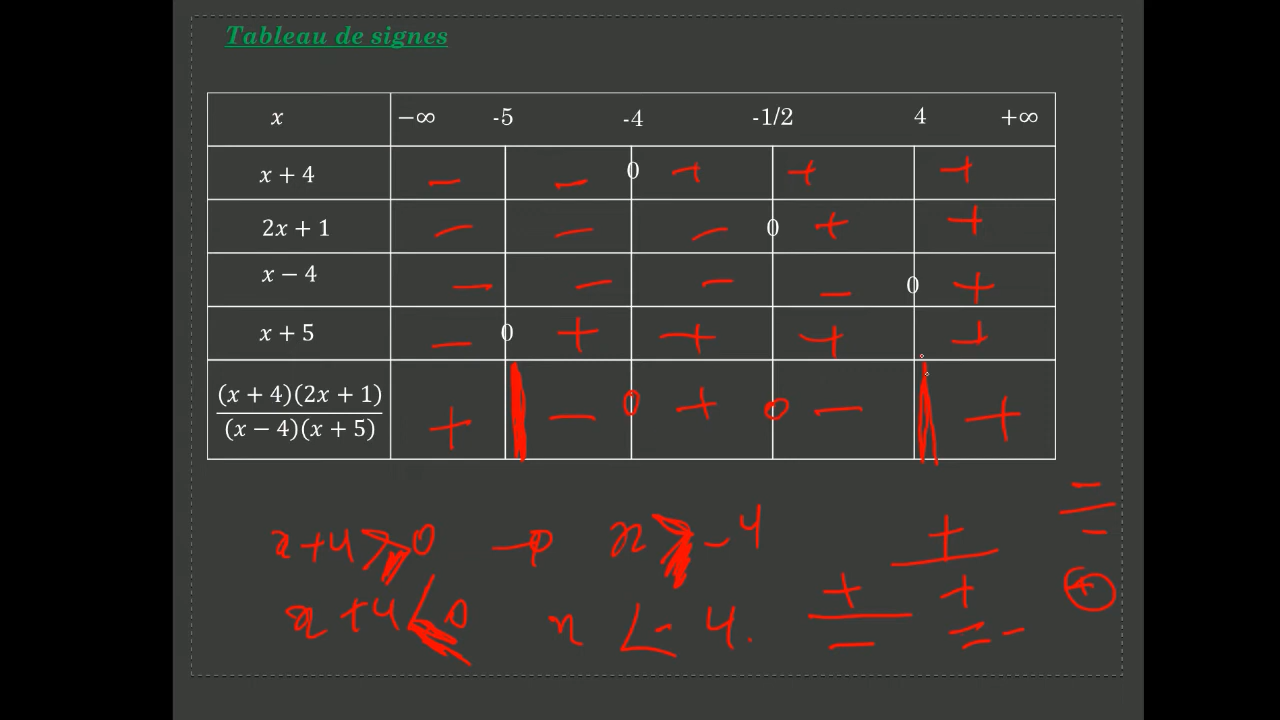 Tableau de signes
x −∞ -5 -4 -1/2 4 +∞
x + 4 − − 0 + + +
2x + 1 − − − 0 + +
x − 4 − − − − 0 +
x + 5 − 0 + + + +
(x + 4)(2x + 1)
(x − 4)(x + 5)
+ − 0 + 0 − +
x+4 > 0 → x > -4
x+4 < 0 x < -4.